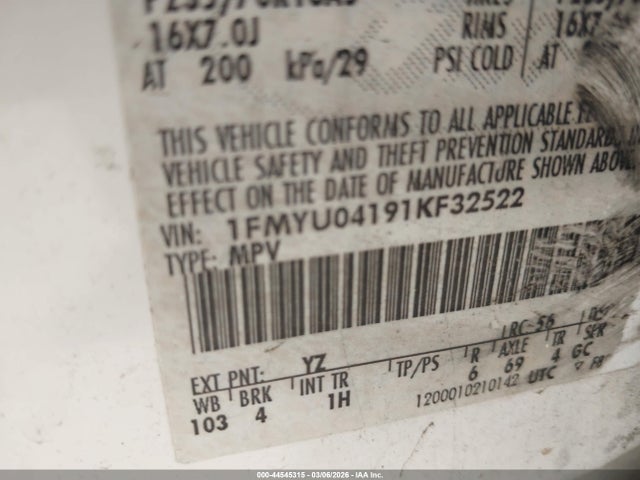 16X7.0J RIMS 16X7
AT 200 kPa/29 PSI COLD AT
THIS VEHICLE CONFORMS TO ALL APPLICABLE
VEHICLE SAFETY AND THEFT PREVENTION STANDARD
EFFECT ON THE DATE OF MANUFACTURE SHOWN ABOV
VIN: 1FMYU04191KF32522
TYPE: MPV
EXT PNT: YZ RC-56
WB BRK INT TR TP/PS R AXLE TR
103 4 1H 6 69 4 GC
1200010210142 UTC
000-44545315 - 03/06/2026 - © IAA Inc.